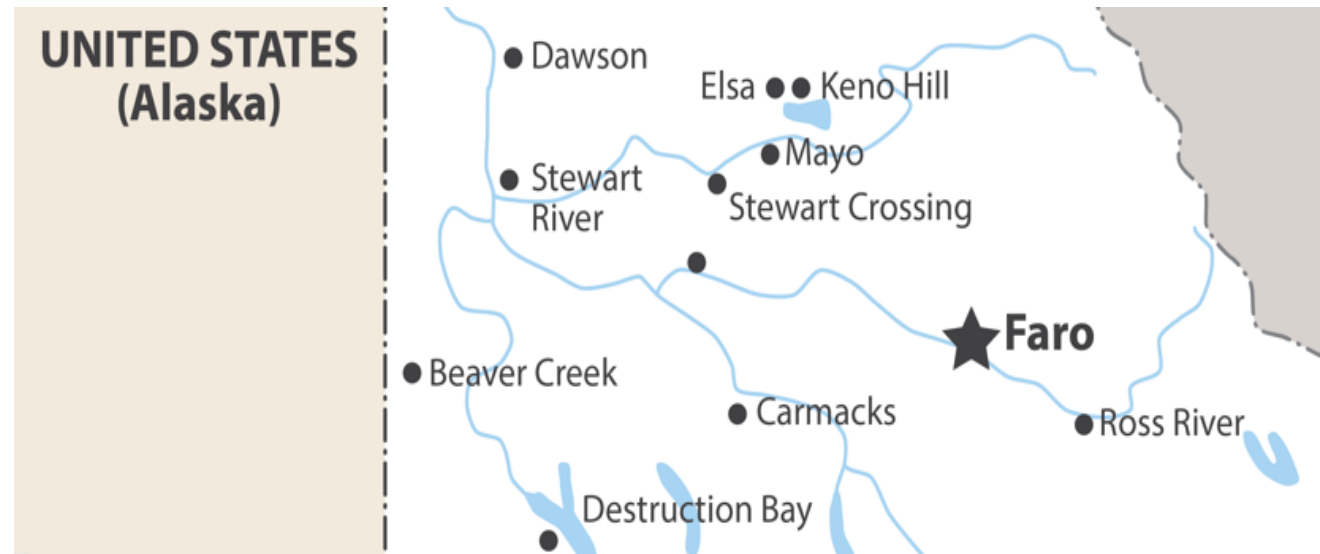 UNITED STATES
(Alaska)
Dawson
Elsa
Keno Hill
Mayo
Stewart
River
Stewart Crossing
Faro
Beaver Creek
Carmacks
Ross River
Destruction Bay